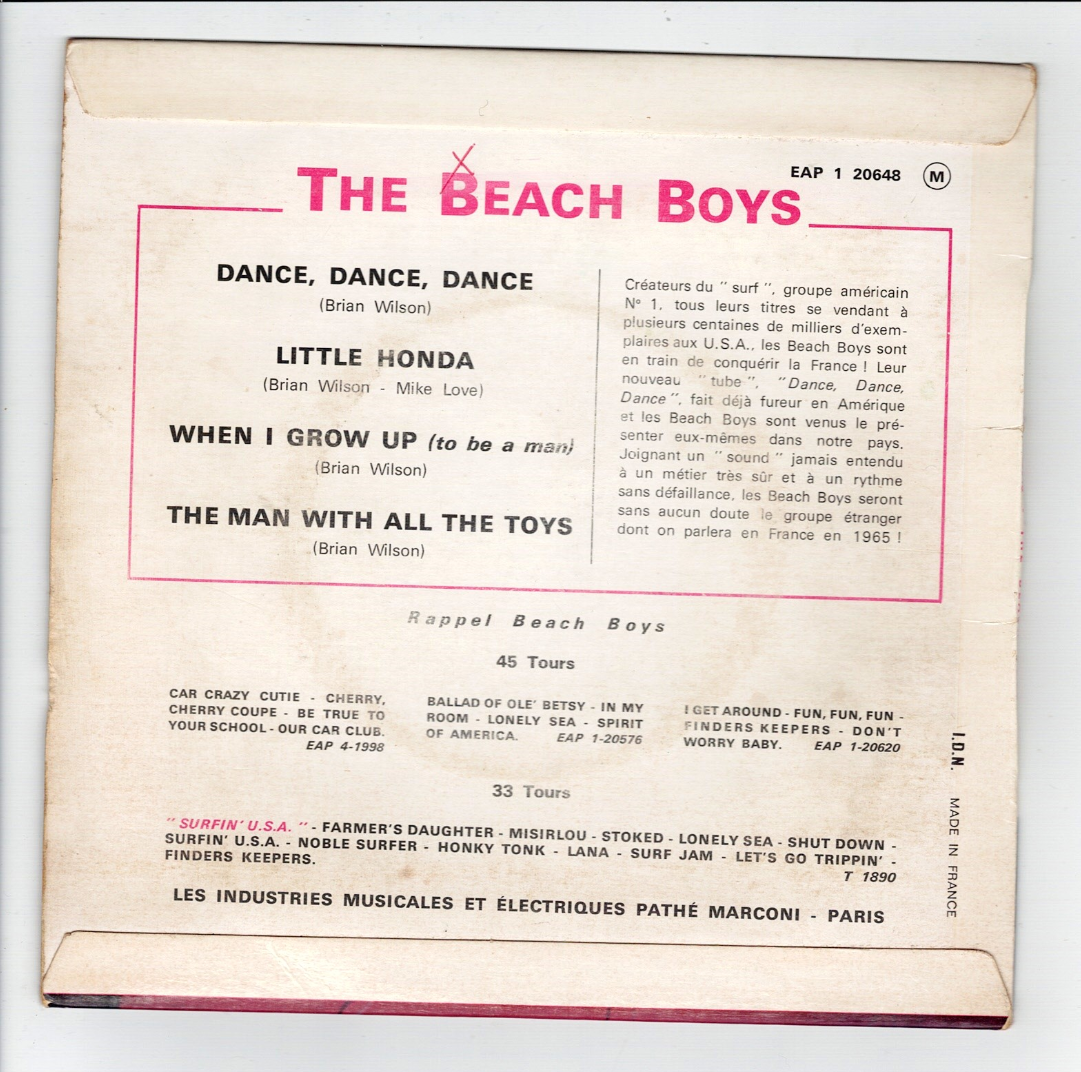 EAP 1 20648 M
THE BEACH BOYS
DANCE, DANCE, DANCE
(Brian Wilson)
LITTLE HONDA
(Brian Wilson - Mike Love)
WHEN I GROW UP (to be a man)
(Brian Wilson)
THE MAN WITH ALL THE TOYS
(Brian Wilson)
Créateurs du " surf ", groupe américain
N° 1, tous leurs titres se vendant à
plusieurs centaines de milliers d'exem-
plaires aux U.S.A., les Beach Boys sont
en train de conquérir la France ! Leur
nouveau " tube ", " Dance, Dance,
Dance ", fait déjà fureur en Amérique
et les Beach Boys sont venus le pré-
senter eux-mêmes dans notre pays.
Joignant un " sound " jamais entendu
à un métier très sûr et à un rythme
sans défaillance, les Beach Boys seront
sans aucun doute le groupe étranger
dont on parlera en France en 1965 !
Rappel Beach Boys
45 Tours
CAR CRAZY CUTIE - CHERRY,
CHERRY COUPE - BE TRUE TO
YOUR SCHOOL - OUR CAR CLUB.
EAP 4-1998
BALLAD OF OLE' BETSY - IN MY
ROOM - LONELY SEA - SPIRIT
OF AMERICA. EAP 1-20576
I GET AROUND - FUN, FUN, FUN -
FINDERS KEEPERS - DON'T
WORRY BABY. EAP 1-20620
33 Tours
" SURFIN' U.S.A. " - FARMER'S DAUGHTER - MISIRLOU - STOKED - LONELY SEA - SHUT DOWN -
SURFIN' U.S.A. - NOBLE SURFER - HONKY TONK - LANA - SURF JAM - LET'S GO TRIPPIN' -
FINDERS KEEPERS.
T 1890
LES INDUSTRIES MUSICALES ET ÉLECTRIQUES PATHÉ MARCONI - PARIS
I.D.N. MADE IN FRANCE